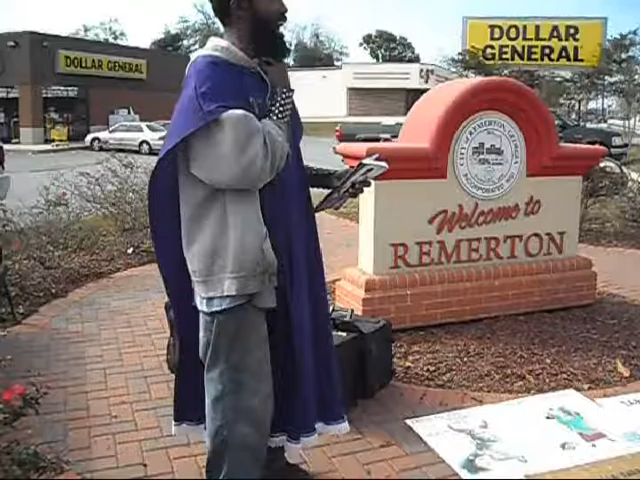 DOLLAR GENERAL
DOLLAR
GENERAL
Welcome to
REMERTON